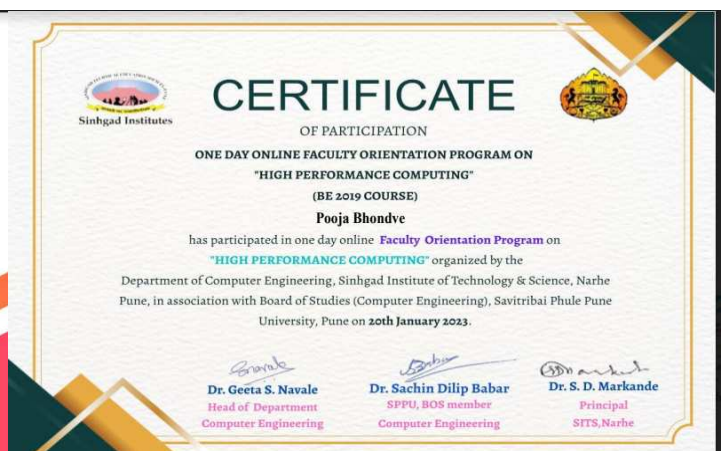 Sinhgad Institutes
CERTIFICATE
OF PARTICIPATION
ONE DAY ONLINE FACULTY ORIENTATION PROGRAM ON
"HIGH PERFORMANCE COMPUTING"
(BE 2019 COURSE)
Pooja Bhondve
has participated in one day online Faculty Orientation Program on
"HIGH PERFORMANCE COMPUTING" organized by the
Department of Computer Engineering, Sinhgad Institute of Technology & Science, Narhe
Pune, in association with Board of Studies (Computer Engineering), Savitribai Phule Pune
University, Pune on 20th January 2023.
Dr. Geeta S. Navale
Head of Department
Computer Engineering
Dr. Sachin Dilip Babar
SPPU, BOS member
Computer Engineering
Dr. S. D. Markande
Principal
SITS,Narhe